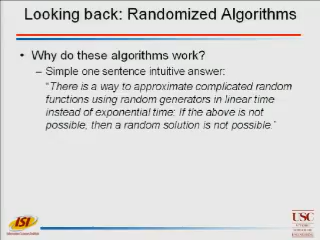 Looking back: Randomized Algorithms
• Why do these algorithms work?
– Simple one sentence intuitive answer:
"There is a way to approximate complicated random
functions using random generators in linear time
instead of exponential time: If the above is not
possible, then a random solution is not possible."
ISI
USC